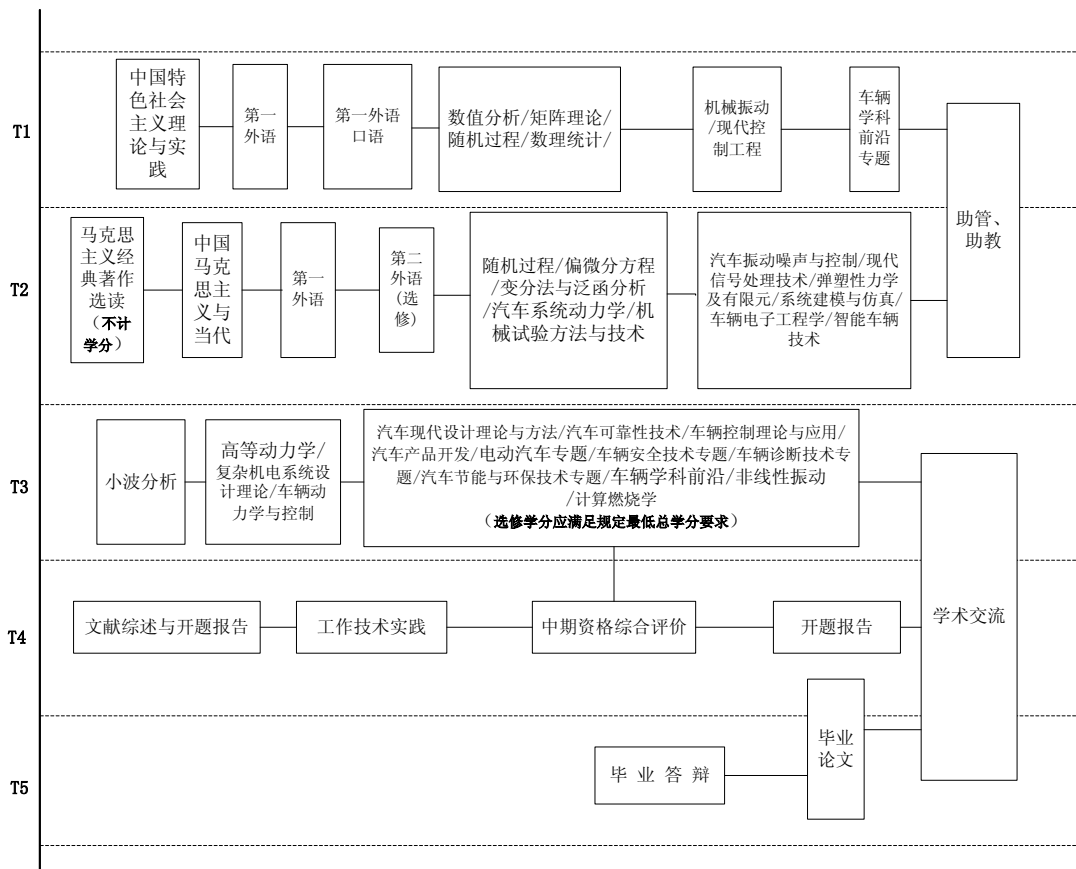 T1
中国特
色社会
主义理
论与实
践
第一
外语
第一外语
口语
数值分析/矩阵理论/
随机过程/数理统计/
机械振动
/现代控
制工程
车辆
学科
前沿
专题
助管、
助教
T2
马克思
主义经
典著作
选读
（不计
学分）
中国
马克
思主
义与
当代
第一
外语
第二
外语
(选
修)
随机过程/偏微分方程
/变分法与泛函分析
/汽车系统动力学/机
械试验方法与技术
汽车振动噪声与控制/现代
信号处理技术/弹塑性力学
及有限元/系统建模与仿真/
车辆电子工程学/智能车辆
技术
T3
小波分析
高等动力学/
复杂机电系统设
计理论/车辆动
力学与控制
汽车现代设计理论与方法/汽车可靠性技术/车辆控制理论与应用/
汽车产品开发/电动汽车专题/车辆安全技术专题/车辆诊断技术专
题/汽车节能与环保技术专题/车辆学科前沿/非线性振动
/计算燃烧学
（选修学分应满足规定最低总学分要求）
学术交流
T4
文献综述与开题报告
工作技术实践
中期资格综合评价
开题报告
T5
毕业
论文
毕 业 答 辩